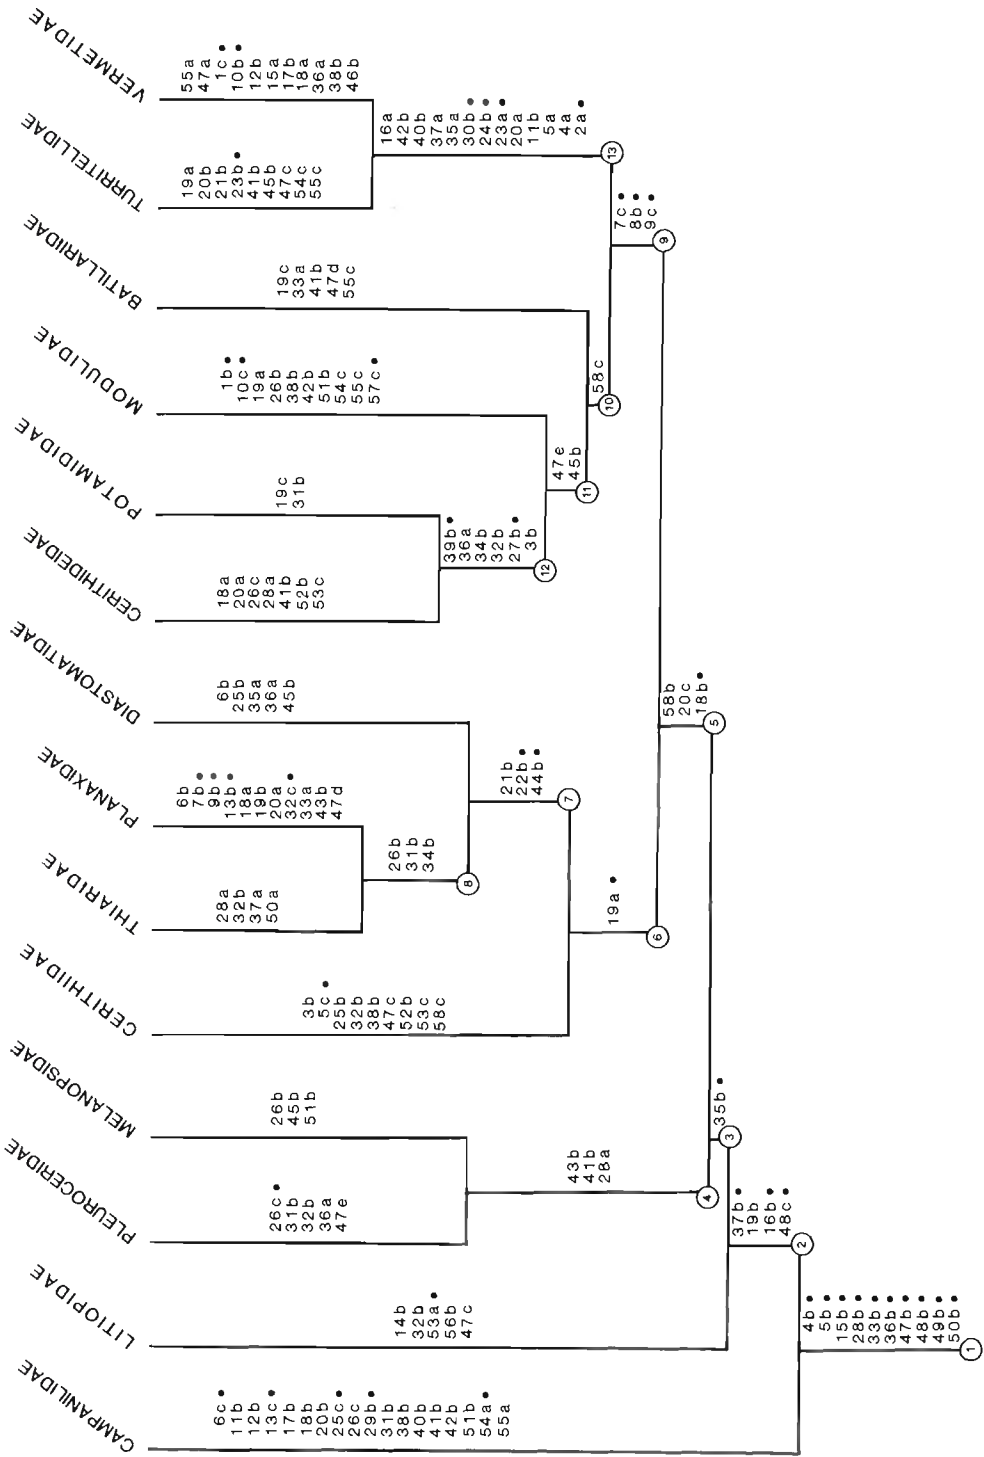 CAMPANILIDAE
LITIOPIDAE
PLEUROCERIDAE
MELANOPSIDAE
CERITHIIDAE
THIARIDAE
PLANAXIDAE
DIASTOMATIDAE
CERITHIDEIDAE
POTAMIDIDAE
MODULIDAE
BATILLARIIDAE
TURRITELLIDAE
VERMETIDAE
6c •
11b
12b
13c •
17b
18b
20b
25c •
26c
29b •
31b
38b
40b
41b
42b
51b
54a •
55a
14b
32b
53a •
56b
47c
26c •
31b
32b
36a
47e
26b
45b
51b
43b
41b
28a
3b
5c •
25b
32b
38b
47c
52b
53c
58c
28a
32b
37a
50a
6b
7b •
9b •
13b •
18a
19b
20a
32c •
33a
43b
47d
26b
31b
34b
6b
25b
35a
36a
45b
21b
22b •
44b •
19a •
18a
20a
26c
28a
41b
52b
53c
19c
31b
39b •
36a
34b
32b
27b •
3b
1b •
10c •
19a
26b
38b
42b
51b
54c
55c
57c •
47e
45b
19c
33a
41b
47d
55c
58c
19a
20b
21b
23b •
41b
45b
47c
54c
55c
55a
47a
1c •
10b •
12b
15a
17b
18a
36a
38b
46b
16a
42b
40b
37a
35a
30b •
24b •
23a •
20a
11b
5a
4a
2a •
7c •
8b •
9c •
58b
20c
18b •
35b •
37b •
19b
16b •
48c •
4b •
5b •
15b •
28b •
33b •
36b •
47b •
48b •
49b •
50b •
1
2
3
4
5
6
7
8
9
10
11
12
13